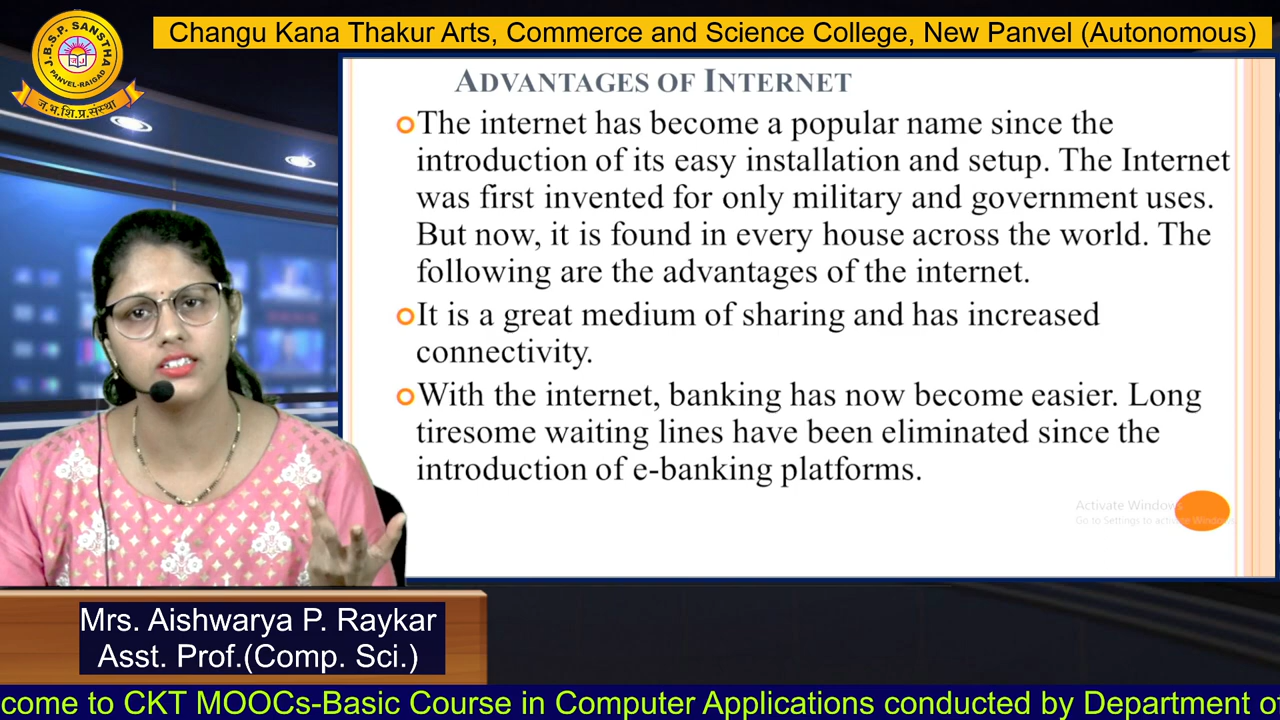 Changu Kana Thakur Arts, Commerce and Science College, New Panvel (Autonomous)
J.B.S.P. SANSTHA
PANVEL-RAIGAD
ज.भ.शि.प्र.संस्था
ADVANTAGES OF INTERNET
The internet has become a popular name since the
introduction of its easy installation and setup. The Internet
was first invented for only military and government uses.
But now, it is found in every house across the world. The
following are the advantages of the internet.
It is a great medium of sharing and has increased
connectivity.
With the internet, banking has now become easier. Long
tiresome waiting lines have been eliminated since the
introduction of e-banking platforms.
Activate Windows
Go to Settings to activate Windows.
Mrs. Aishwarya P. Raykar
Asst. Prof.(Comp. Sci.)
come to CKT MOOCs-Basic Course in Computer Applications conducted by Department o